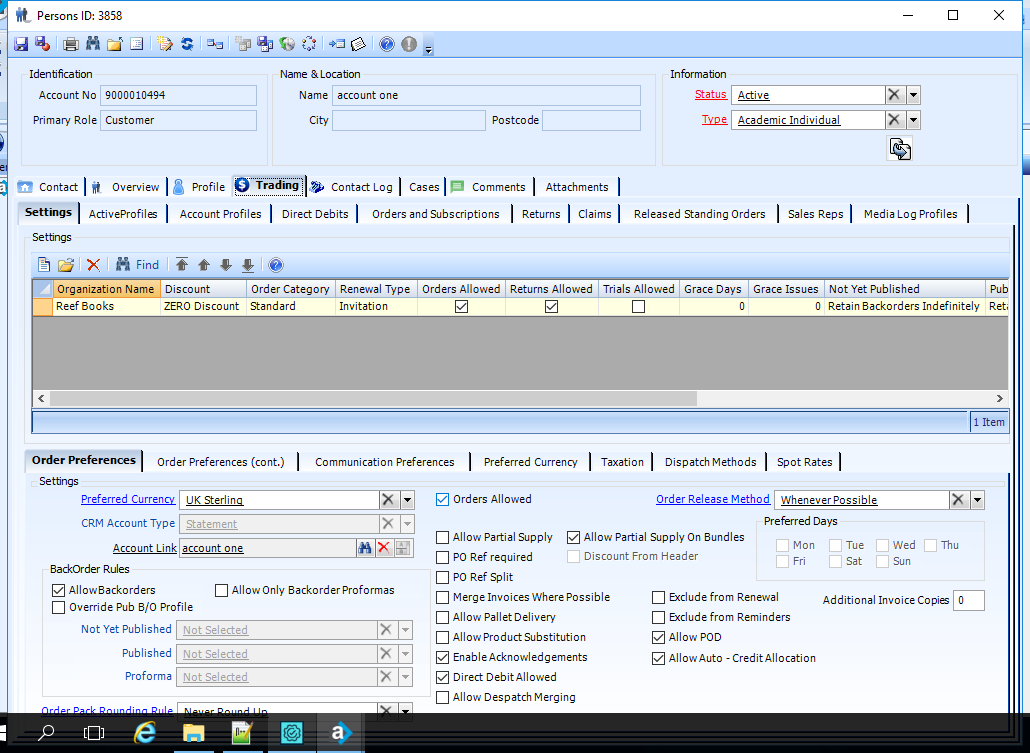 Persons ID: 3858
Identification
Name & Location
Information
Account No 9000010494
Name account one
Status Active
Primary Role Customer
City
Postcode
Type Academic Individual
Contact Overview Profile Trading Contact Log Cases Comments Attachments
Settings ActiveProfiles Account Profiles Direct Debits Orders and Subscriptions Returns Claims Released Standing Orders Sales Reps Media Log Profiles
Settings
Find
Organization Name Discount Order Category Renewal Type Orders Allowed Returns Allowed Trials Allowed Grace Days Grace Issues Not Yet Published Pub
Reef Books ZERO Discount Standard Invitation 0 0 Retain Backorders Indefinitely Reta
1 Item
Order Preferences Order Preferences (cont.) Communication Preferences Preferred Currency Taxation Dispatch Methods Spot Rates
Settings
Preferred Currency UK Sterling
Orders Allowed
Order Release Method Whenever Possible
CRM Account Type Statement
Preferred Days
Account Link account one
Allow Partial Supply
Allow Partial Supply On Bundles
Mon Tue Wed Thu
PO Ref required
Discount From Header
Fri Sat Sun
BackOrder Rules
PO Ref Split
AllowBackorders
Allow Only Backorder Proformas
Merge Invoices Where Possible
Exclude from Renewal
Additional Invoice Copies 0
Override Pub B/O Profile
Allow Pallet Delivery
Exclude from Reminders
Not Yet Published Not Selected
Allow Product Substitution
Allow POD
Published Not Selected
Enable Acknowledgements
Allow Auto - Credit Allocation
Proforma Not Selected
Direct Debit Allowed
Allow Despatch Merging
Order Pack Rounding Rule Never Round Up